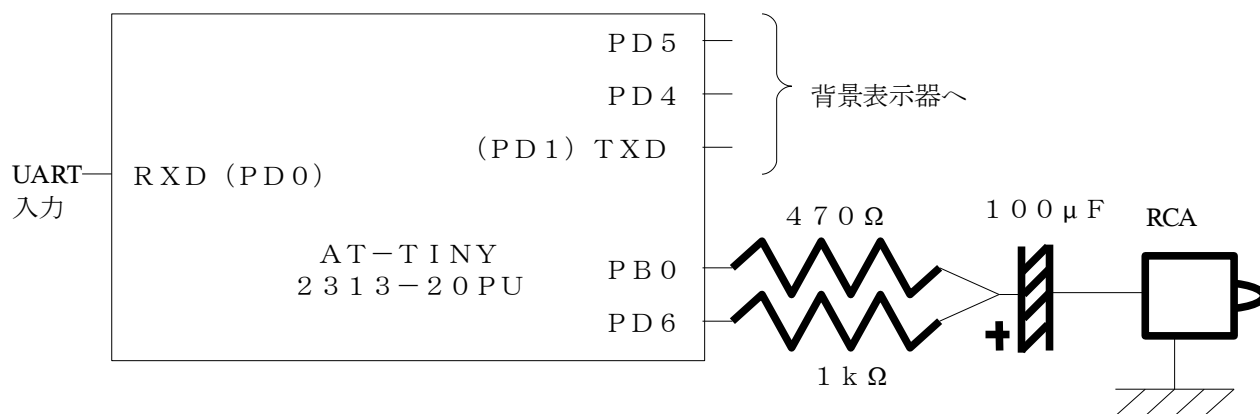 PD5
PD4
背景表示器へ
(PD1)TXD
UART
入力
RXD(PD0)
470Ω
100μF
RCA
AT-TINY
2313-20PU
PB0
PD6
+
1kΩ